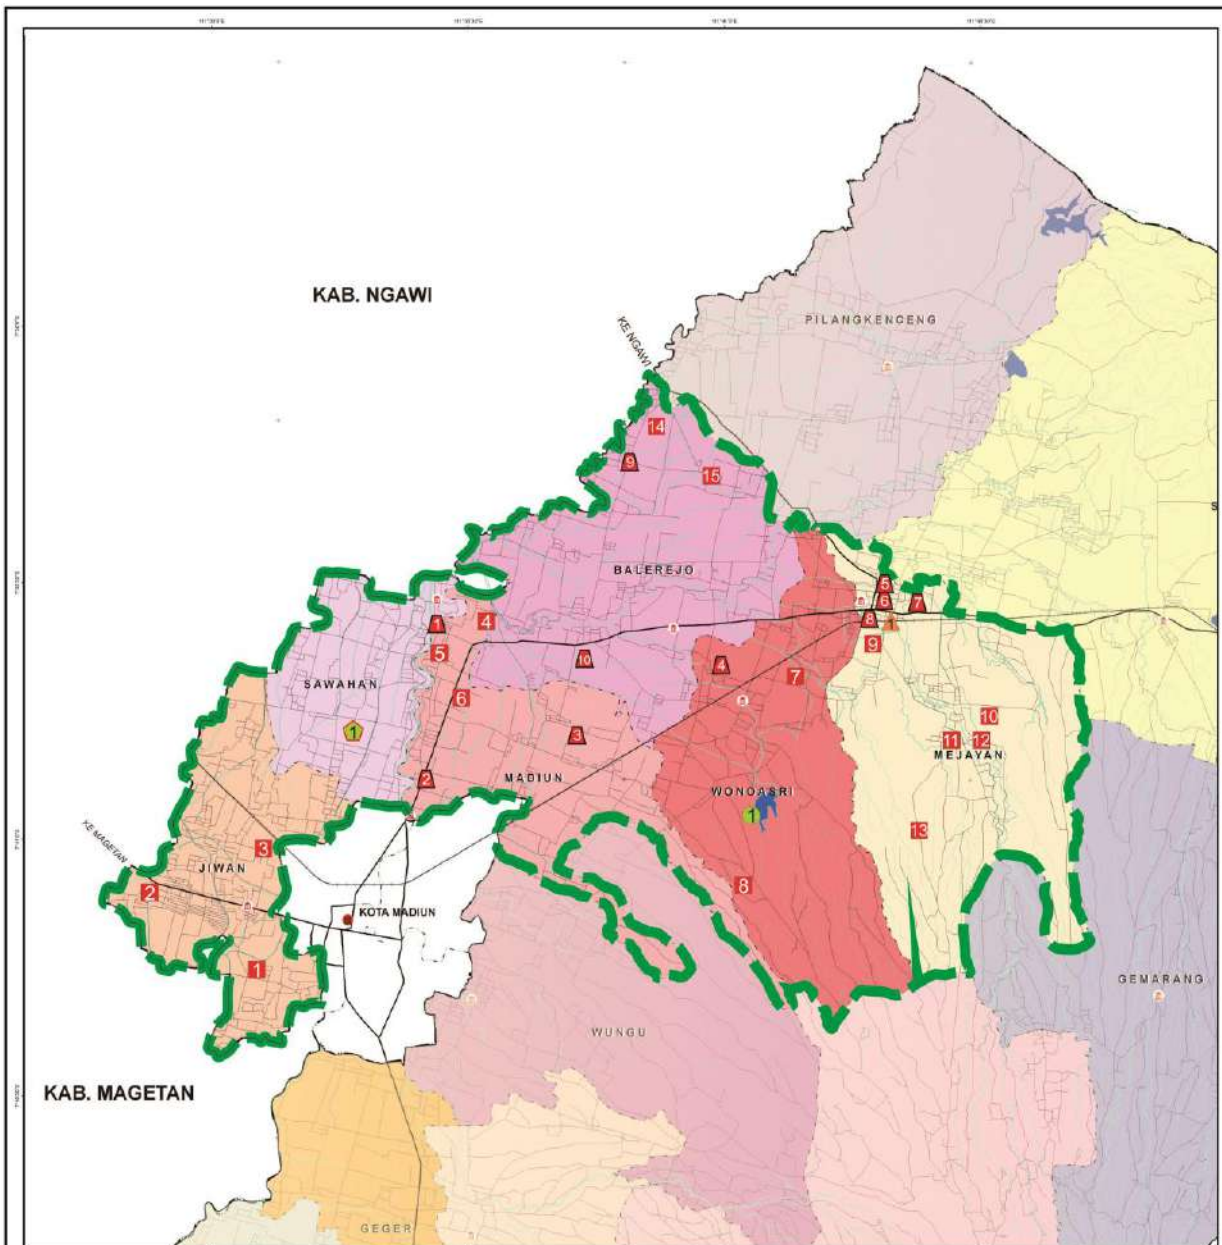 KAB. NGAWI
PILANGKENCENG
KE NGAWI
14
9
15
BALEREJO
5
6
7
8
1
1
4
5
9
10
4
7
SAWAHAN
6
1
3
10
11
12
MEJAYAN
2
MADIUN
WONOASRI
1
13
KE MAGETAN
3
JIWAN
2
8
KOTA MADIUN
1
GEMARANG
WUNGU
KAB. MAGETAN
GEGER
S